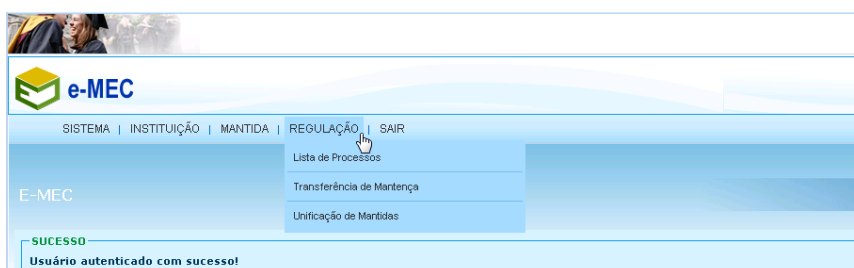 e-MEC
SISTEMA | INSTITUIÇÃO | MANTIDA | REGULAÇÃO | SAIR
Lista de Processos
Transferência de Mantença
Unificação de Mantidas
E-MEC
SUCESSO
Usuário autenticado com sucesso!